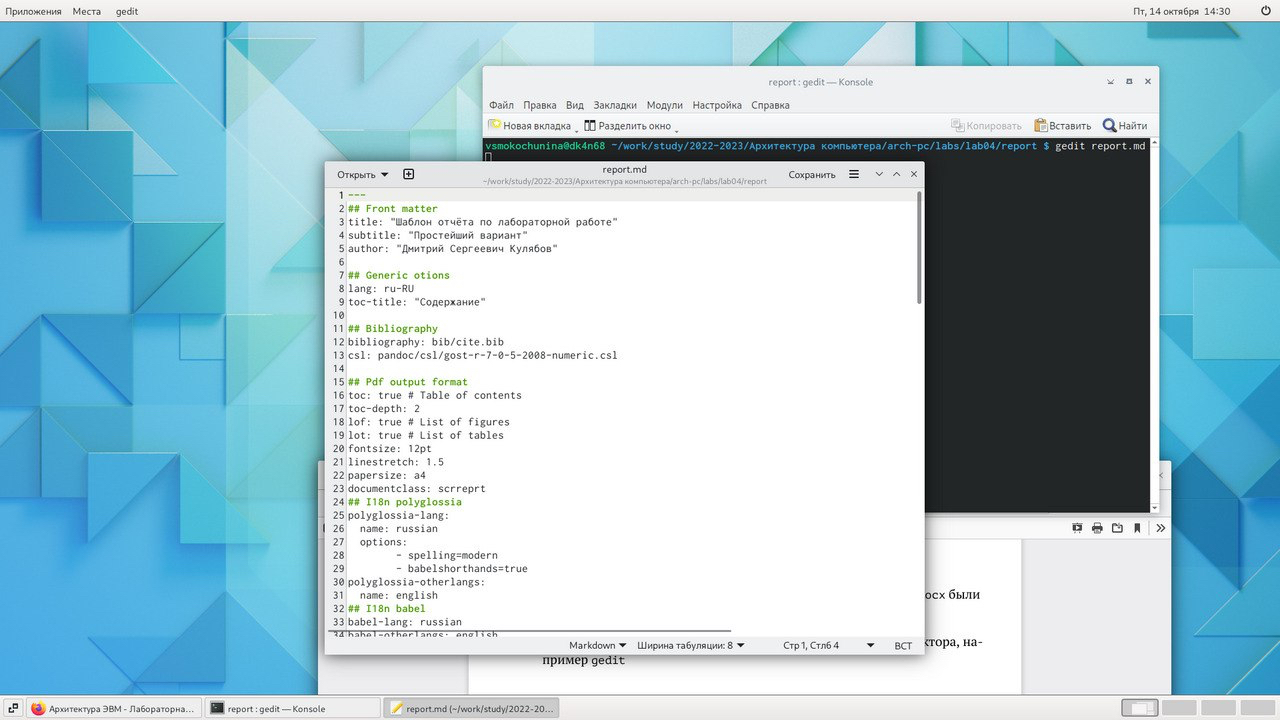 Приложения Места gedit Пт, 14 октября 14:30
report : gedit — Konsole
Файл Правка Вид Закладки Модули Настройка Справка
Новая вкладка Разделить окно Копировать Вставить Найти
vsmokochunina@dk4n68 ~/work/study/2022-2023/Архитектура компьютера/arch-pc/labs/lab04/report $ gedit report.md
Открыть report.md Сохранить
~/work/study/2022-2023/Архитектура компьютера/arch-pc/labs/lab04/report
1 ---
2 ## Front matter
3 title: "Шаблон отчёта по лабораторной работе"
4 subtitle: "Простейший вариант"
5 author: "Дмитрий Сергеевич Кулябов"
6
7 ## Generic otions
8 lang: ru-RU
9 toc-title: "Содержание"
10
11 ## Bibliography
12 bibliography: bib/cite.bib
13 csl: pandoc/csl/gost-r-7-0-5-2008-numeric.csl
14
15 ## Pdf output format
16 toc: true # Table of contents
17 toc-depth: 2
18 lof: true # List of figures
19 lot: true # List of tables
20 fontsize: 12pt
21 linestretch: 1.5
22 papersize: a4
23 documentclass: scrreprt
24 ## I18n polyglossia
25 polyglossia-lang:
26   name: russian
27   options:
28         - spelling=modern
29         - babelshorthands=true
30 polyglossia-otherlangs:
31   name: english
32 ## I18n babel
33 babel-lang: russian
34 babel-otherlangs: english
Markdown Ширина табуляции: 8 Стр 1, Стлб 4 ВСТ
ocx были
ктора, на-
пример gedit
Архитектура ЭВМ - Лабораторна... report : gedit — Konsole report.md (~/work/study/2022-20...